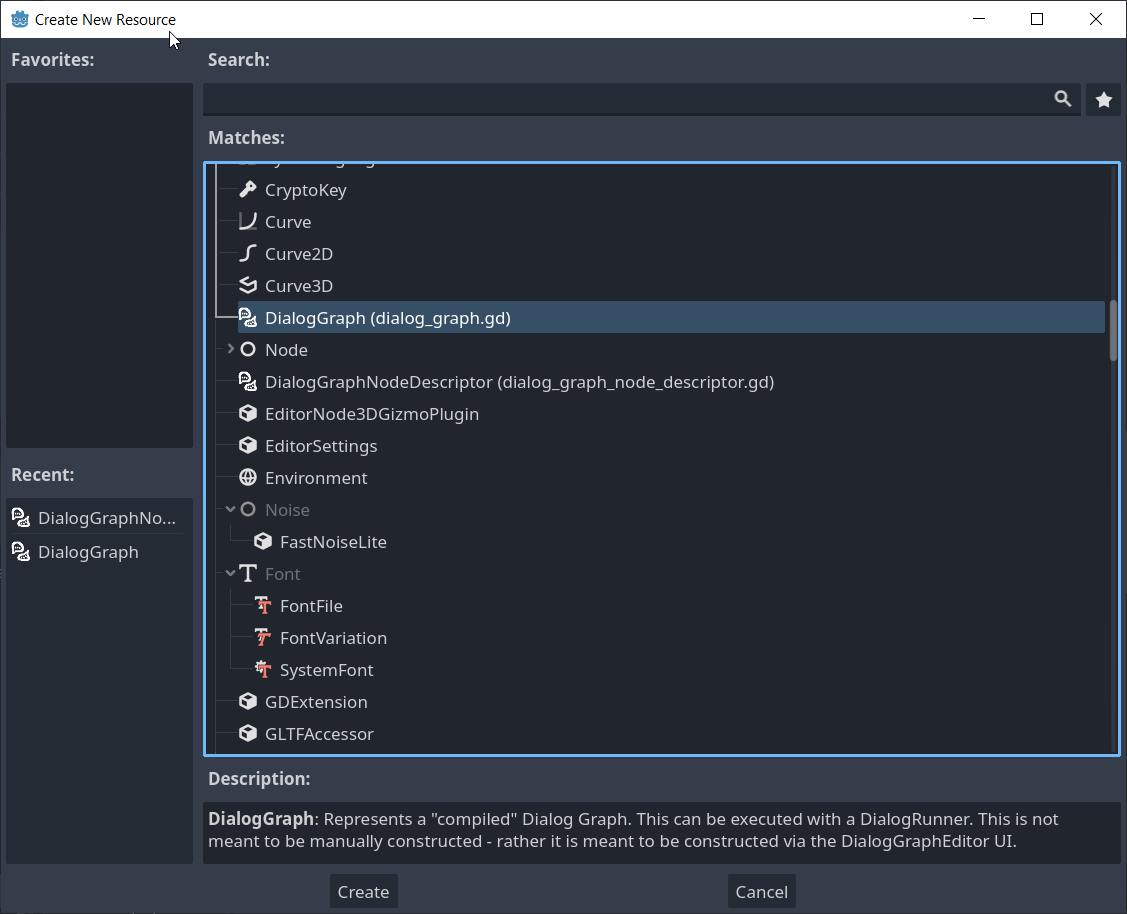 Create New Resource
Favorites:
Search:
Matches:
CryptoKey
Curve
Curve2D
Curve3D
DialogGraph (dialog_graph.gd)
Node
DialogGraphNodeDescriptor (dialog_graph_node_descriptor.gd)
EditorNode3DGizmoPlugin
EditorSettings
Environment
Noise
FastNoiseLite
Font
FontFile
FontVariation
SystemFont
GDExtension
GLTFAccessor
Recent:
DialogGraphNo...
DialogGraph
Description:
DialogGraph: Represents a "compiled" Dialog Graph. This can be executed with a DialogRunner. This is not
meant to be manually constructed - rather it is meant to be constructed via the DialogGraphEditor UI.
Create
Cancel